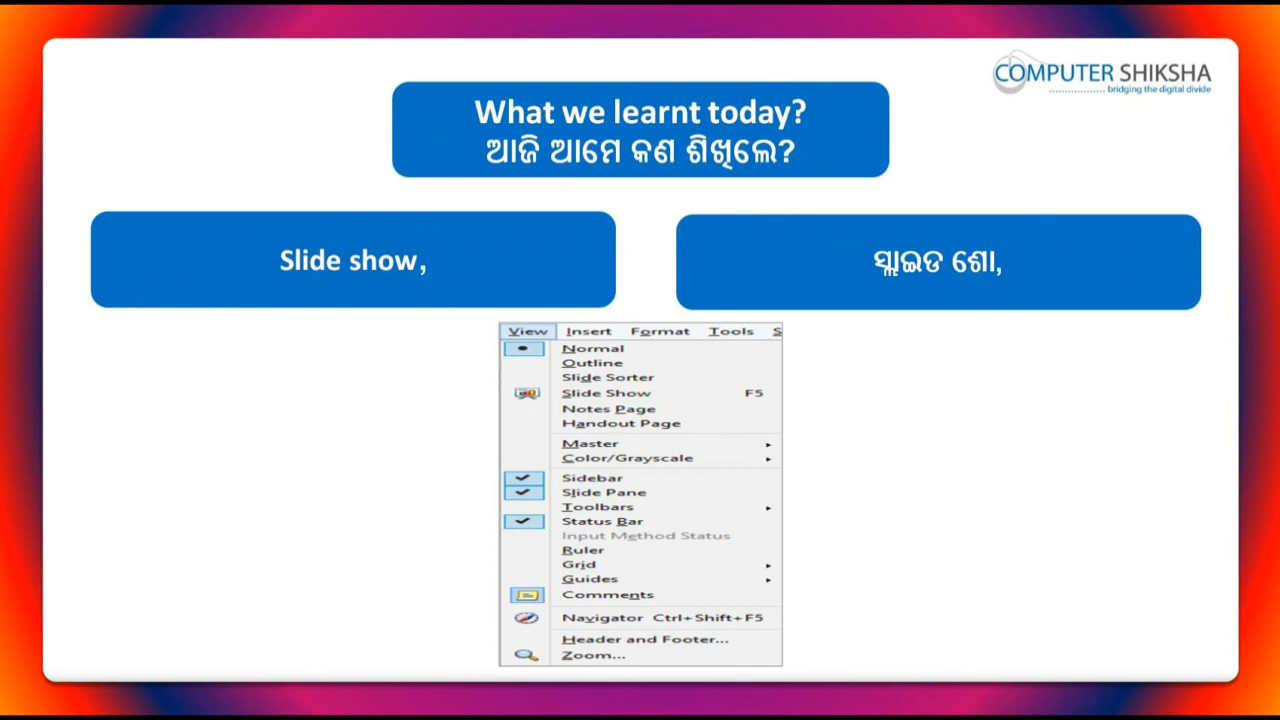 COMPUTER SHIKSHA
bridging the digital divide
What we learnt today?
ଆଜି ଆମେ କଣ ଶିଖିଲେ?
Slide show,
ସ୍ଲାଇଡ ଶୋ,
View Insert Format Tools S
Normal
Outline
Slide Sorter
Slide Show F5
Notes Page
Handout Page
Master
Color/Grayscale
Sidebar
Slide Pane
Toolbars
Status Bar
Input Method Status
Ruler
Grid
Guides
Comments
Navigator Ctrl+Shift+F5
Header and Footer...
Zoom...